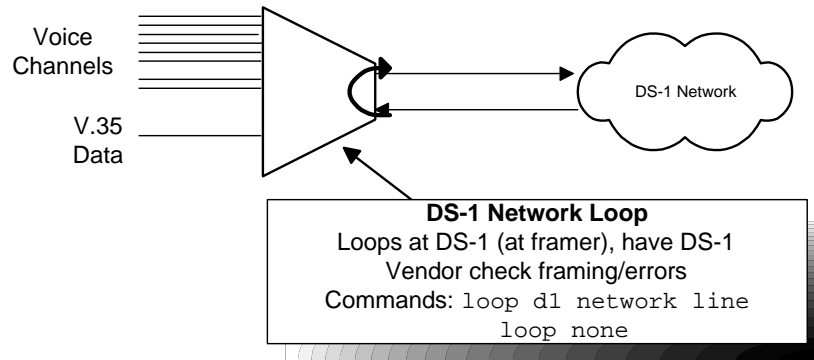 Voice
Channels
V.35
Data
DS-1 Network
DS-1 Network Loop
Loops at DS-1 (at framer), have DS-1
Vendor check framing/errors
Commands: loop d1 network line
loop none